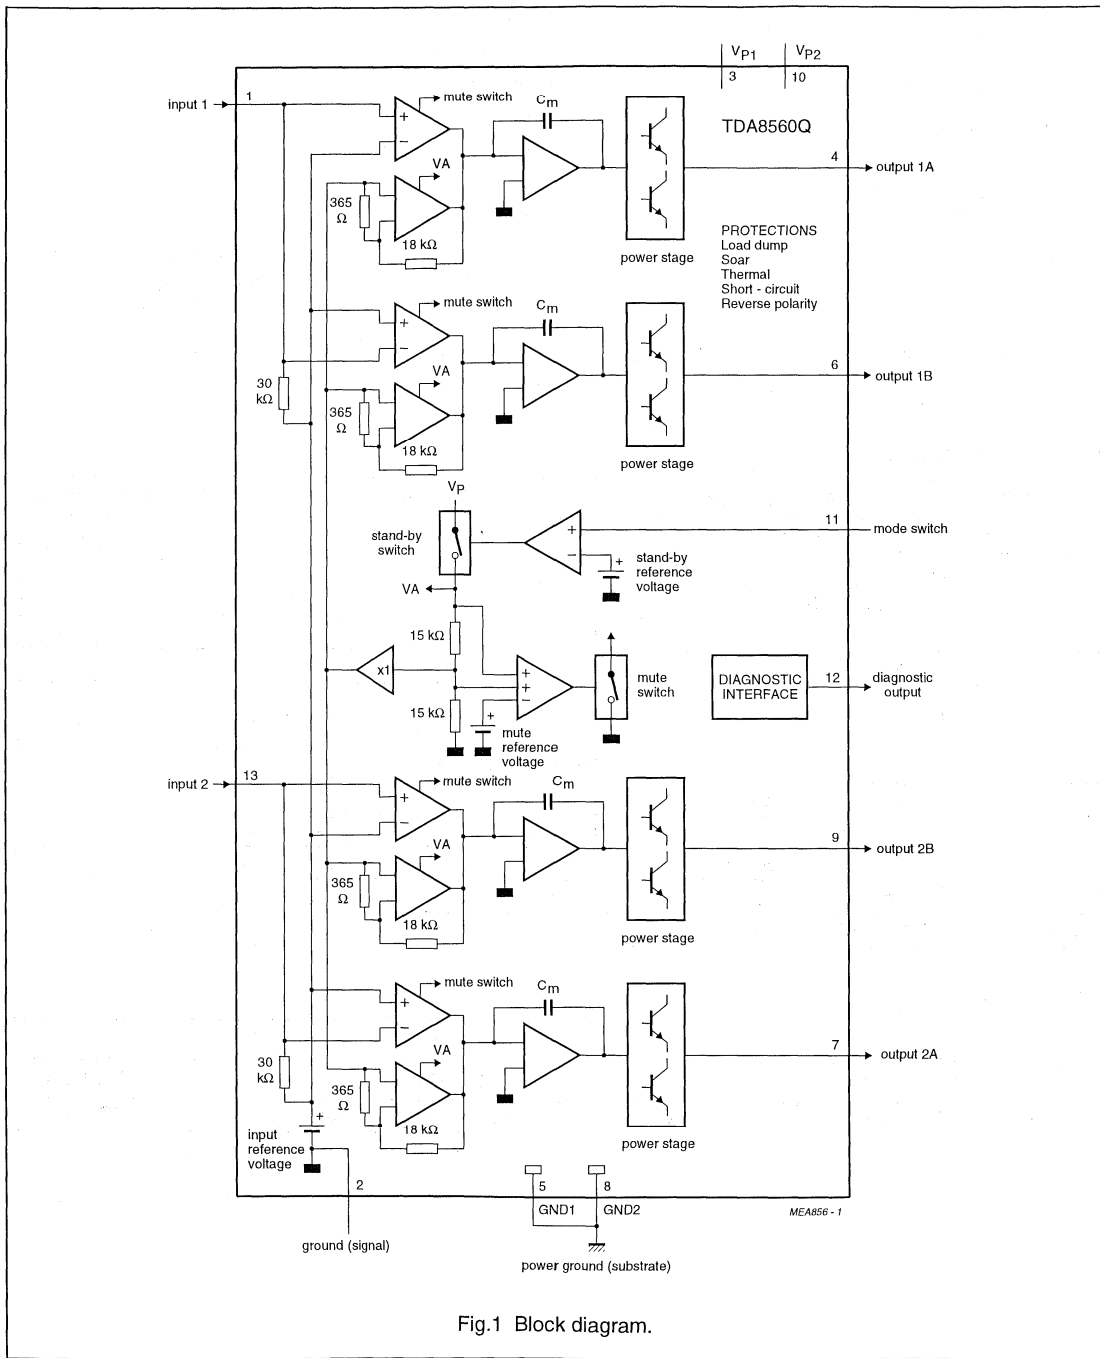 VP1
VP2
3
10
input 1
1
mute switch
Cm
TDA8560Q
+
−
VA
4
output 1A
365
Ω
18 kΩ
power stage
PROTECTIONS
Load dump
Soar
Thermal
Short - circuit
Reverse polarity
mute switch
Cm
+
−
VA
6
output 1B
30
kΩ
365
Ω
18 kΩ
power stage
VP
stand-by
switch
+
−
11
mode switch
+
stand-by
reference
voltage
VA
15 kΩ
x1
+
+
−
mute
switch
DIAGNOSTIC
INTERFACE
12
diagnostic
output
15 kΩ
+
mute
reference
voltage
input 2
13
mute switch
Cm
+
−
VA
9
output 2B
365
Ω
18 kΩ
power stage
mute switch
Cm
+
−
VA
7
output 2A
30
kΩ
365
Ω
18 kΩ
power stage
+
input
reference
voltage
2
5
8
GND1
GND2
MEA856 - 1
ground (signal)
power ground (substrate)
Fig.1 Block diagram.